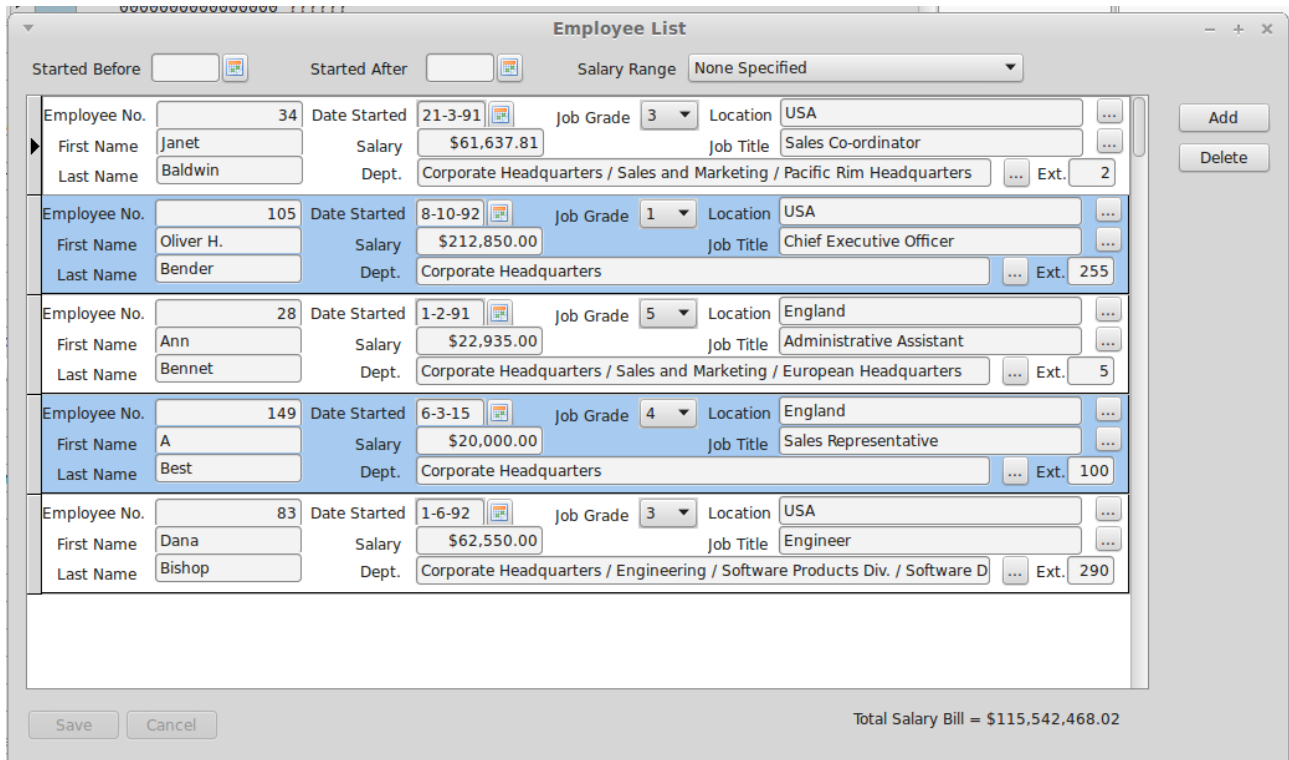 Employee List
Started Before Started After Salary Range None Specified
Employee No. 34 Date Started 21-3-91 Job Grade 3 Location USA ...
First Name Janet Salary $61,637.81 Job Title Sales Co-ordinator ...
Last Name Baldwin Dept. Corporate Headquarters / Sales and Marketing / Pacific Rim Headquarters ... Ext. 2
Employee No. 105 Date Started 8-10-92 Job Grade 1 Location USA ...
First Name Oliver H. Salary $212,850.00 Job Title Chief Executive Officer ...
Last Name Bender Dept. Corporate Headquarters ... Ext. 255
Employee No. 28 Date Started 1-2-91 Job Grade 5 Location England ...
First Name Ann Salary $22,935.00 Job Title Administrative Assistant ...
Last Name Bennet Dept. Corporate Headquarters / Sales and Marketing / European Headquarters ... Ext. 5
Employee No. 149 Date Started 6-3-15 Job Grade 4 Location England ...
First Name A Salary $20,000.00 Job Title Sales Representative ...
Last Name Best Dept. Corporate Headquarters ... Ext. 100
Employee No. 83 Date Started 1-6-92 Job Grade 3 Location USA ...
First Name Dana Salary $62,550.00 Job Title Engineer ...
Last Name Bishop Dept. Corporate Headquarters / Engineering / Software Products Div. / Software D ... Ext. 290
Add
Delete
Save Cancel Total Salary Bill = $115,542,468.02